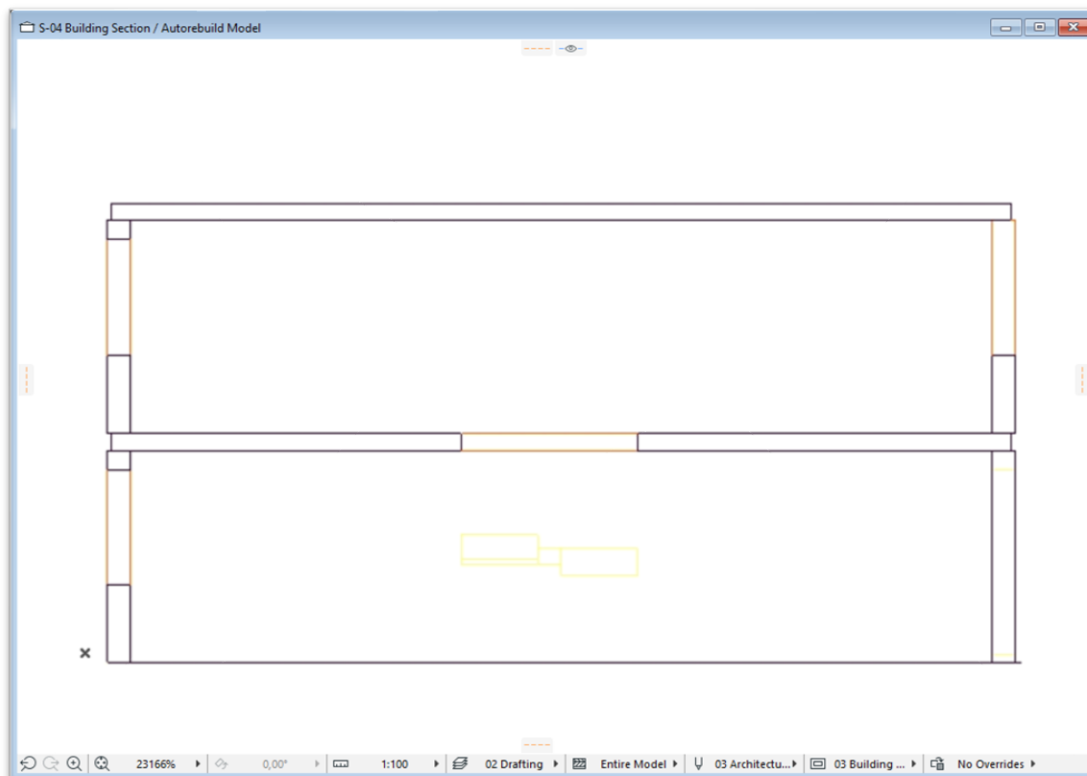 S-04 Building Section / Autorebuild Model
23166% 0,00° 1:100 02 Drafting Entire Model 03 Architectu... 03 Building ... No Overrides